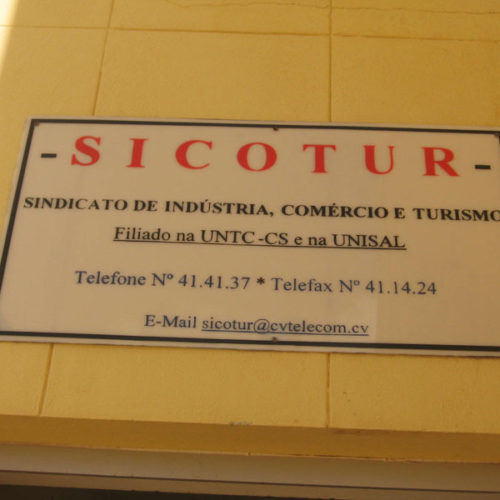 - SICOTUR -
SINDICATO DE INDÚSTRIA, COMÉRCIO E TURISMO
Filiado na UNTC-CS e na UNISAL
Telefone Nº 41.41.37 * Telefax Nº 41.14.24
E-Mail sicotur@cvtelecom.cv